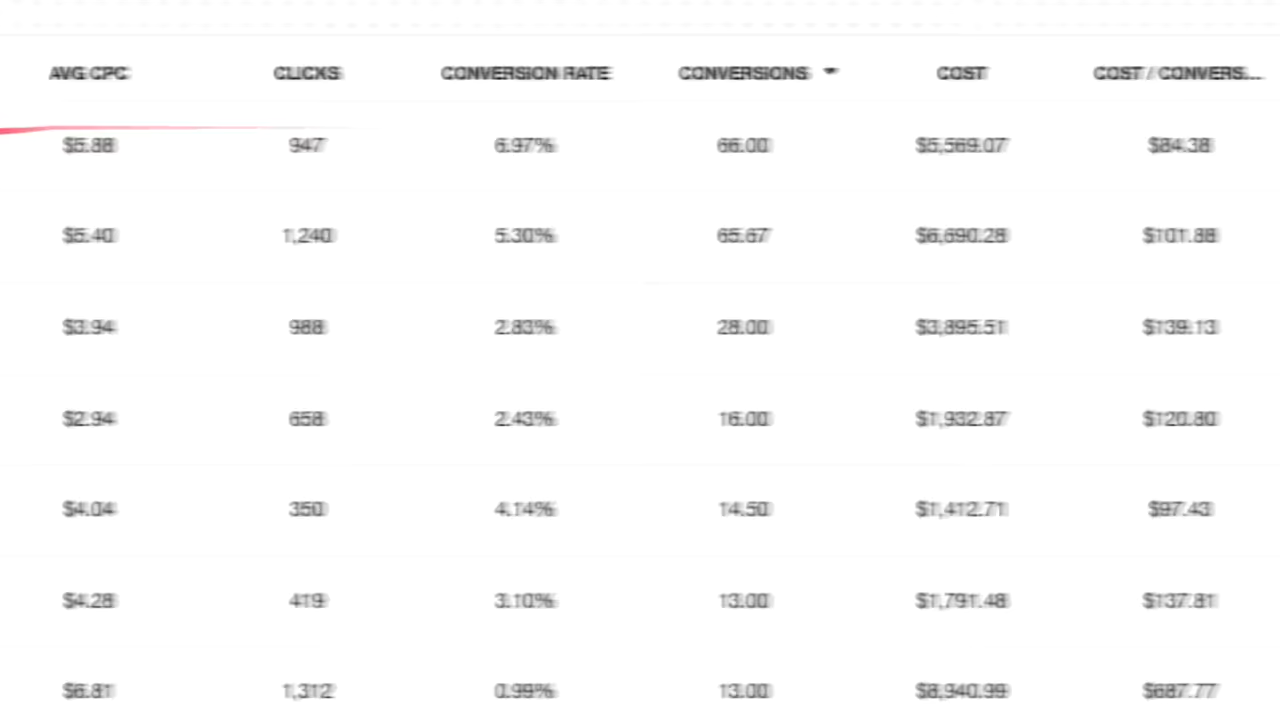 AVG CPC CLICKS CONVERSION RATE CONVERSIONS COST COST / CONVERS...
$5.88 947 6.97% 66.00 $5,569.07 $84.38
$5.40 1,240 5.30% 65.67 $6,690.28 $101.88
$3.94 988 2.83% 28.00 $3,895.51 $139.13
$2.94 658 2.43% 16.00 $1,932.87 $120.80
$4.04 350 4.14% 14.50 $1,412.71 $97.43
$4.28 419 3.10% 13.00 $1,791.48 $137.81
$6.81 1,312 0.99% 13.00 $8,940.99 $687.77